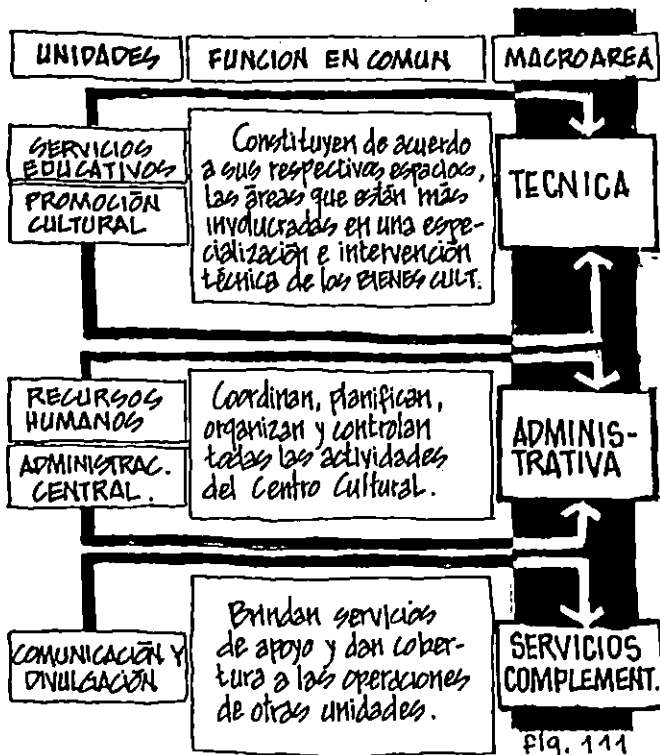 UNIDADES
FUNCION EN COMUN
MACROAREA
SERVICIOS
EDUCATIVOS
PROMOCIÓN
CULTURAL
Constituyen de acuerdo
a sus respectivos espacios,
las áreas que están más
involucradas en una espe-
cialización e intervención
técnica de los BIENES CULT.
TECNICA
RECURSOS
HUMANOS
ADMINISTRAC.
CENTRAL.
Coordinan, planifican,
organizan y controlan
todas las actividades
del Centro Cultural.
ADMINIS-
TRATIVA
COMUNICACIÓN Y
DIVULGACIÓN
Brindan servicios
de apoyo y dan cober-
tura a las operaciones
de otras unidades.
SERVICIOS
COMPLEMENT.
fig. 111